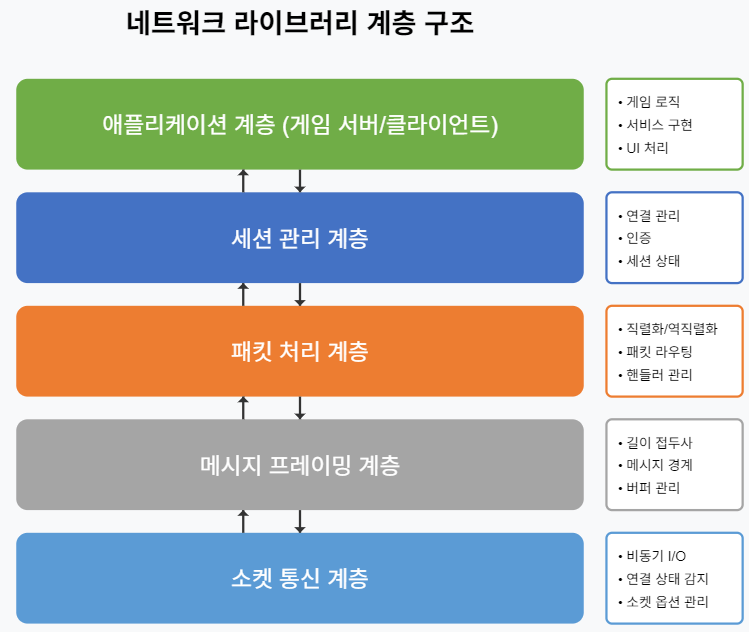 네트워크 라이브러리 계층 구조
애플리케이션 계층 (게임 서버/클라이언트)
• 게임 로직
• 서비스 구현
• UI 처리
세션 관리 계층
• 연결 관리
• 인증
• 세션 상태
패킷 처리 계층
• 직렬화/역직렬화
• 패킷 라우팅
• 핸들러 관리
메시지 프레이밍 계층
• 길이 접두사
• 메시지 경계
• 버퍼 관리
소켓 통신 계층
• 비동기 I/O
• 연결 상태 감지
• 소켓 옵션 관리